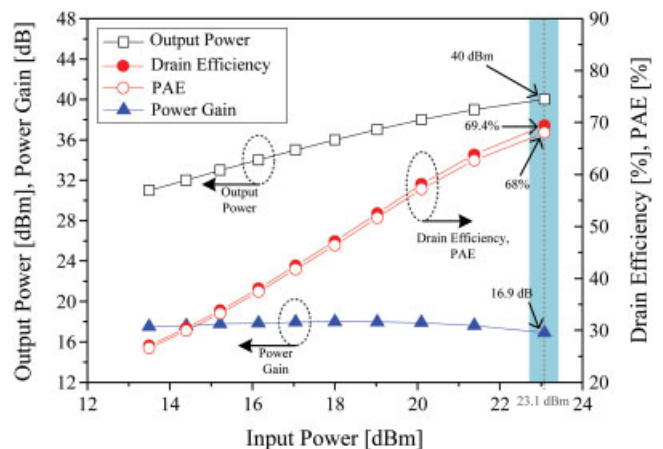 Output Power [dBm], Power Gain [dB]
48
44
40
36
32
28
24
20
16
12
Output Power
Drain Efficiency
PAE
Power Gain
40 dBm
69.4%
68%
Output
Power
Drain Efficiency,
PAE
16.9 dB
Power
Gain
90
80
70
60
50
40
30
20
10
Drain Efficiency [%], PAE [%]
12
14
16
18
20
22
24
23.1 dBm
Input Power [dBm]